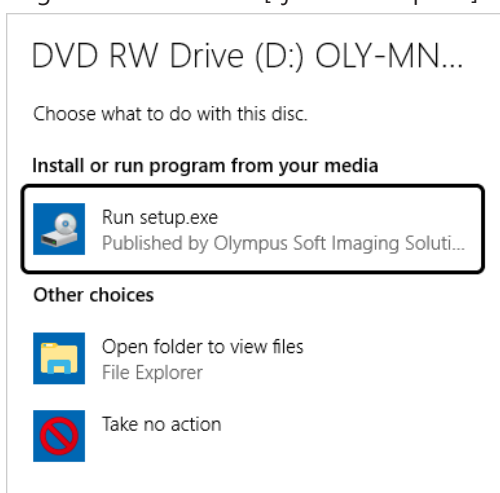 DVD RW Drive (D:) OLY-MN...
Choose what to do with this disc.
Install or run program from your media
Run setup.exe
Published by Olympus Soft Imaging Soluti...
Other choices
Open folder to view files
File Explorer
Take no action